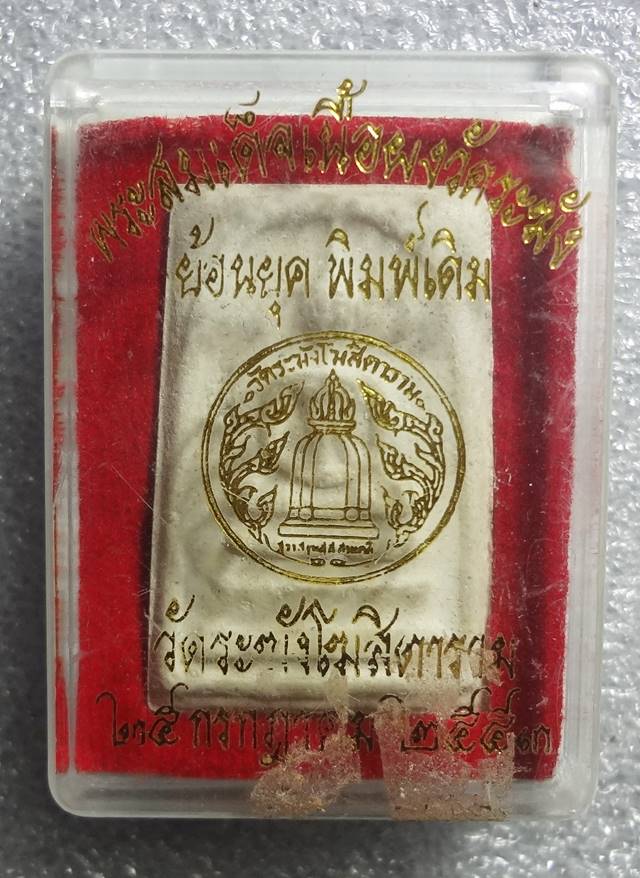 พระสมเด็จเนื้อผงวัดระฆัง
ย้อนยุค พิมพ์เดิม
วัดระฆังโฆสิตาราม
วัดระฆังโฆสิตาราม
๒๕ กรกฎาคม ๒๕๕๓